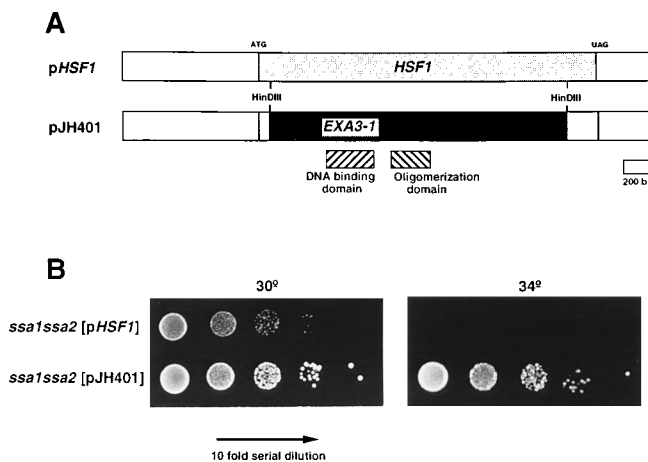 A
ATG
UAG
pHSF1
HSF1
HinDIII
HinDIII
pJH401
EXA3-1
DNA binding
domain
Oligomerization
domain
200 b
B
30º
34º
ssa1ssa2 [pHSF1]
ssa1ssa2 [pJH401]
10 fold serial dilution